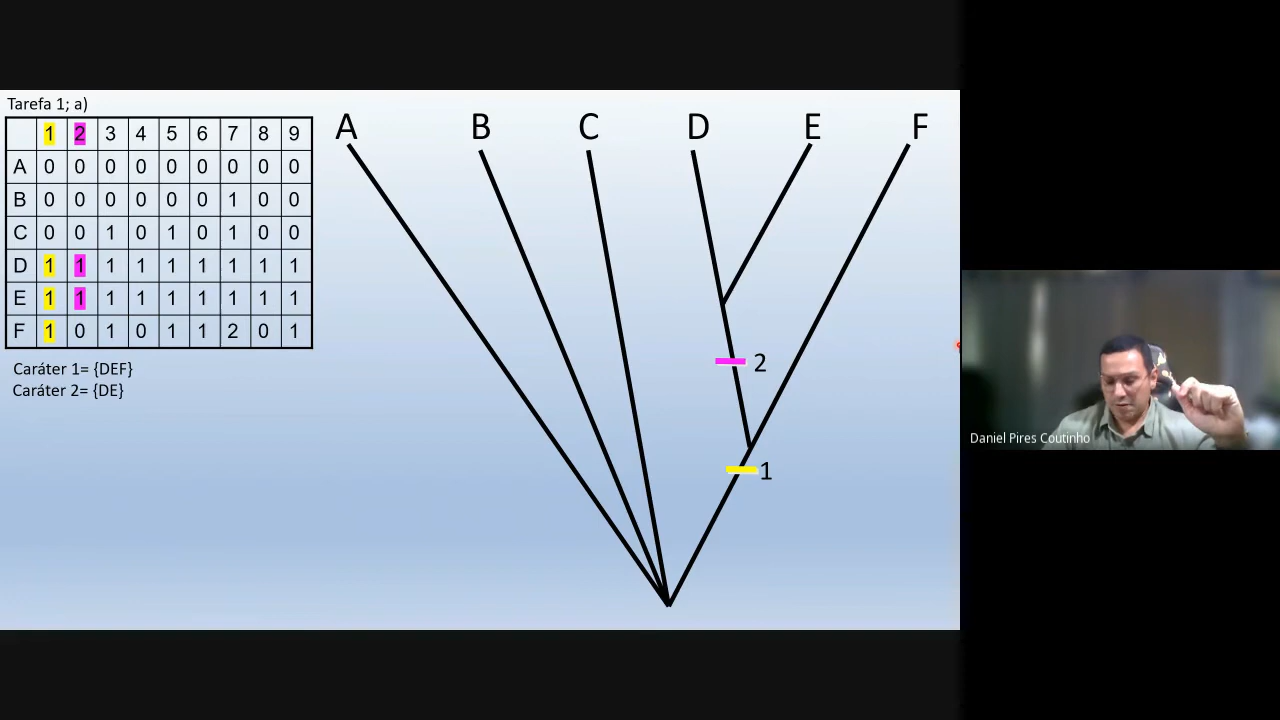 Tarefa 1; a)
1 2 3 4 5 6 7 8 9
A 0 0 0 0 0 0 0 0 0
B 0 0 0 0 0 0 1 0 0
C 0 0 1 0 1 0 1 0 0
D 1 1 1 1 1 1 1 1 1
E 1 1 1 1 1 1 1 1 1
F 1 0 1 0 1 1 2 0 1
Caráter 1= {DEF}
Caráter 2= {DE}
A B C D E F
2
1
Daniel Pires Coutinho